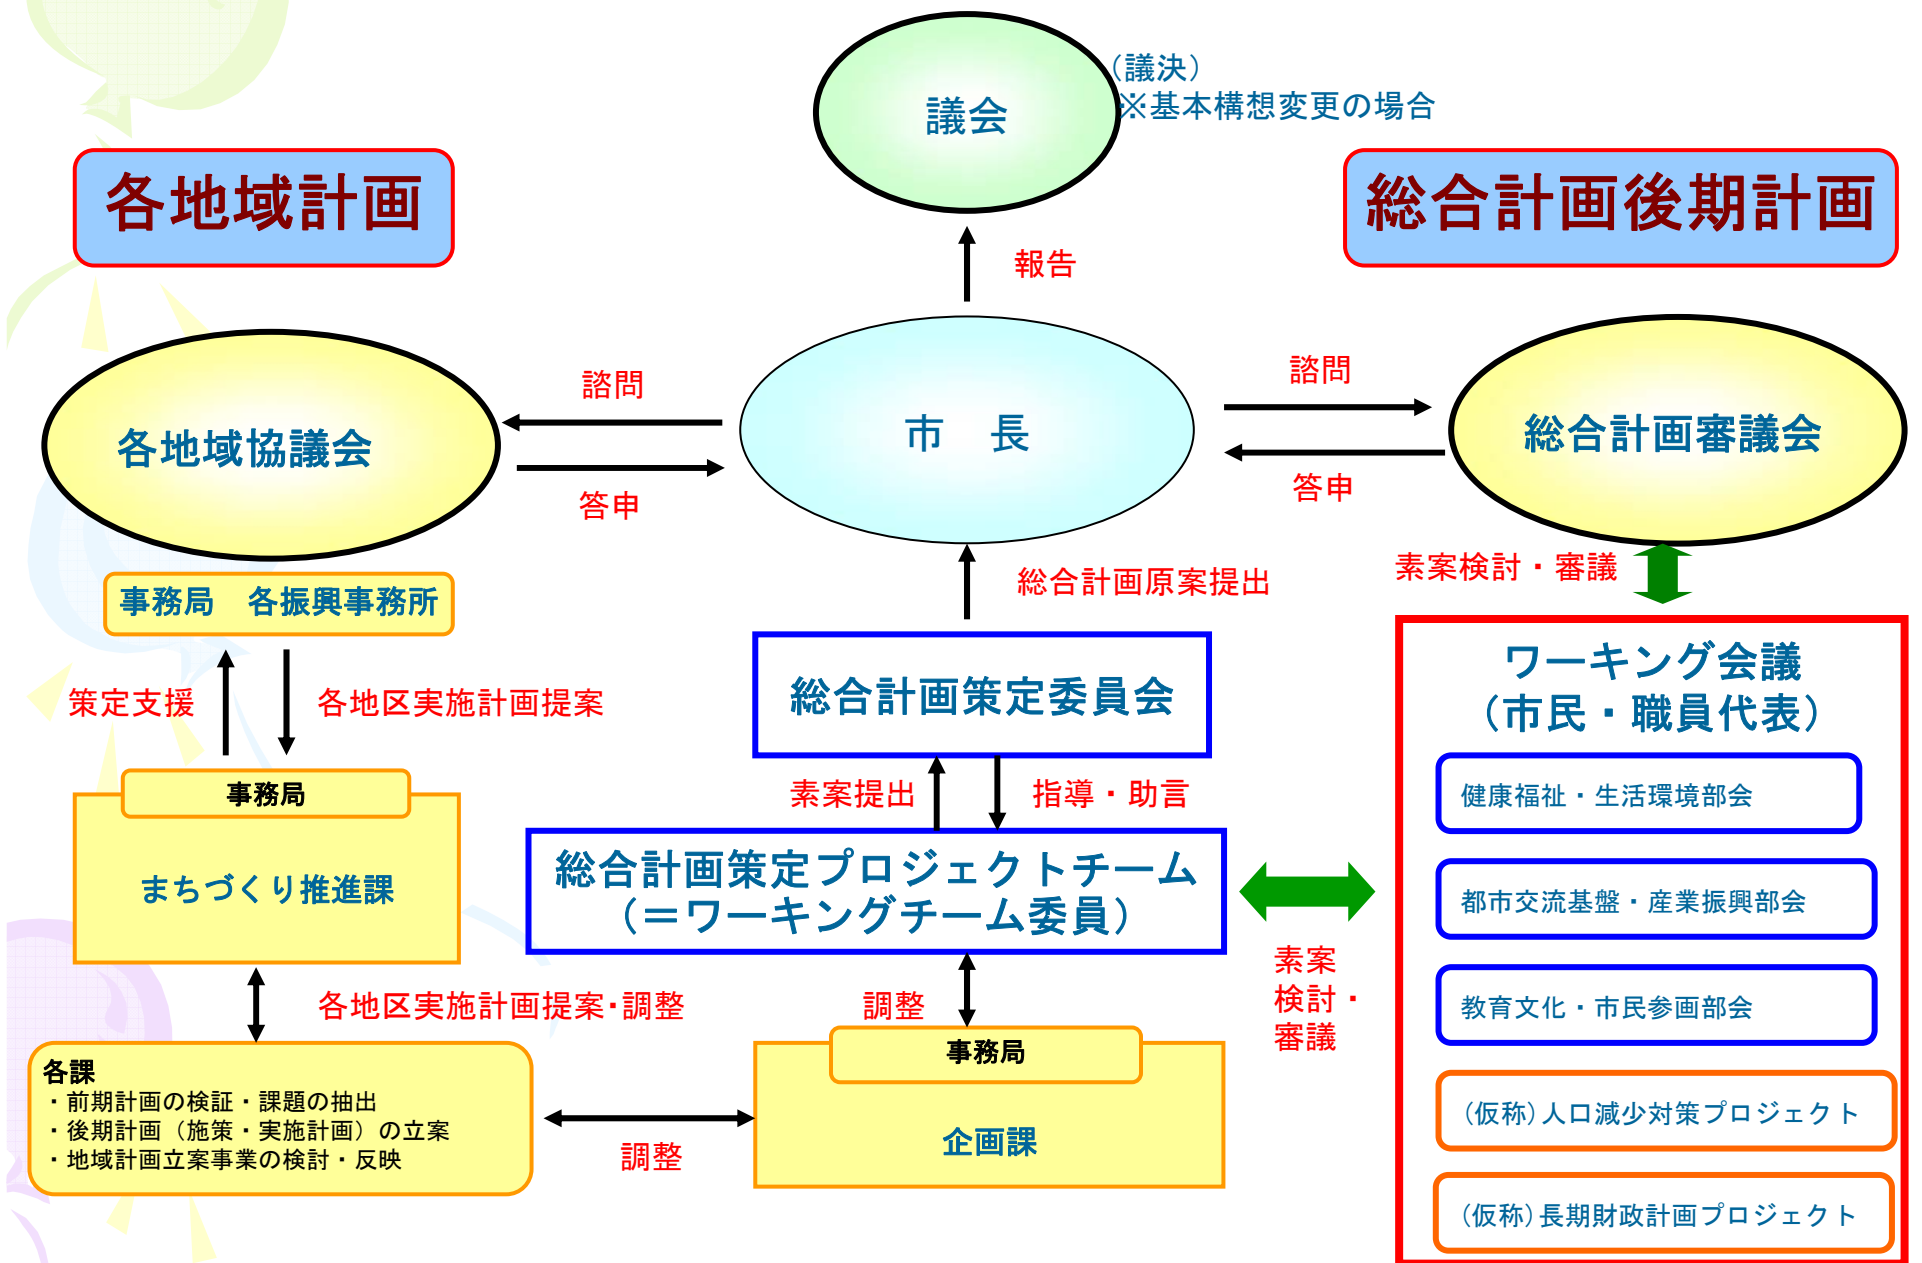 議会
（議決）
※基本構想変更の場合
各地域計画
総合計画後期計画
報告
諮問
諮問
各地域協議会
市　長
総合計画審議会
答申
答申
事務局　各振興事務所
総合計画原案提出
素案検討・審議
策定支援
各地区実施計画提案
総合計画策定委員会
ワーキング会議
（市民・職員代表）
事務局
まちづくり推進課
素案提出
指導・助言
健康福祉・生活環境部会
総合計画策定プロジェクトチーム
（＝ワーキングチーム委員）
都市交流基盤・産業振興部会
素案
検討・
審議
教育文化・市民参画部会
各地区実施計画提案・調整
調整
事務局
企画課
各課
・前期計画の検証・課題の抽出
・後期計画（施策・実施計画）の立案
・地域計画立案事業の検討・反映
調整
（仮称）人口減少対策プロジェクト
（仮称）長期財政計画プロジェクト